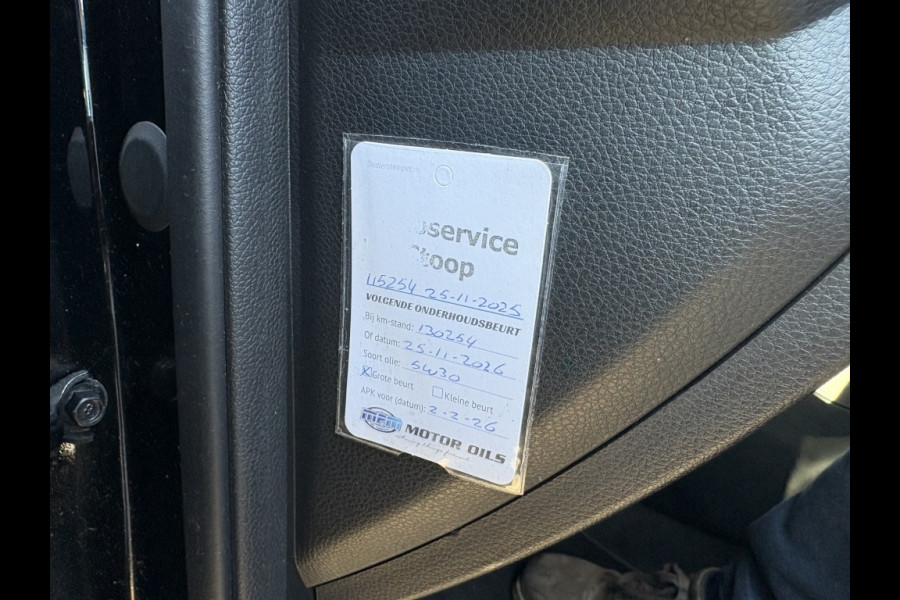 service
115254 25-11-2025
VOLGENDE ONDERHOUDSBEURT
Bij km-stand: 130254
Of datum: 25-11-2026
Soort olie: 5W30
X Grote beurt Kleine beurt
APK voor (datum): 2-2-26
MPM MOTOR OILS